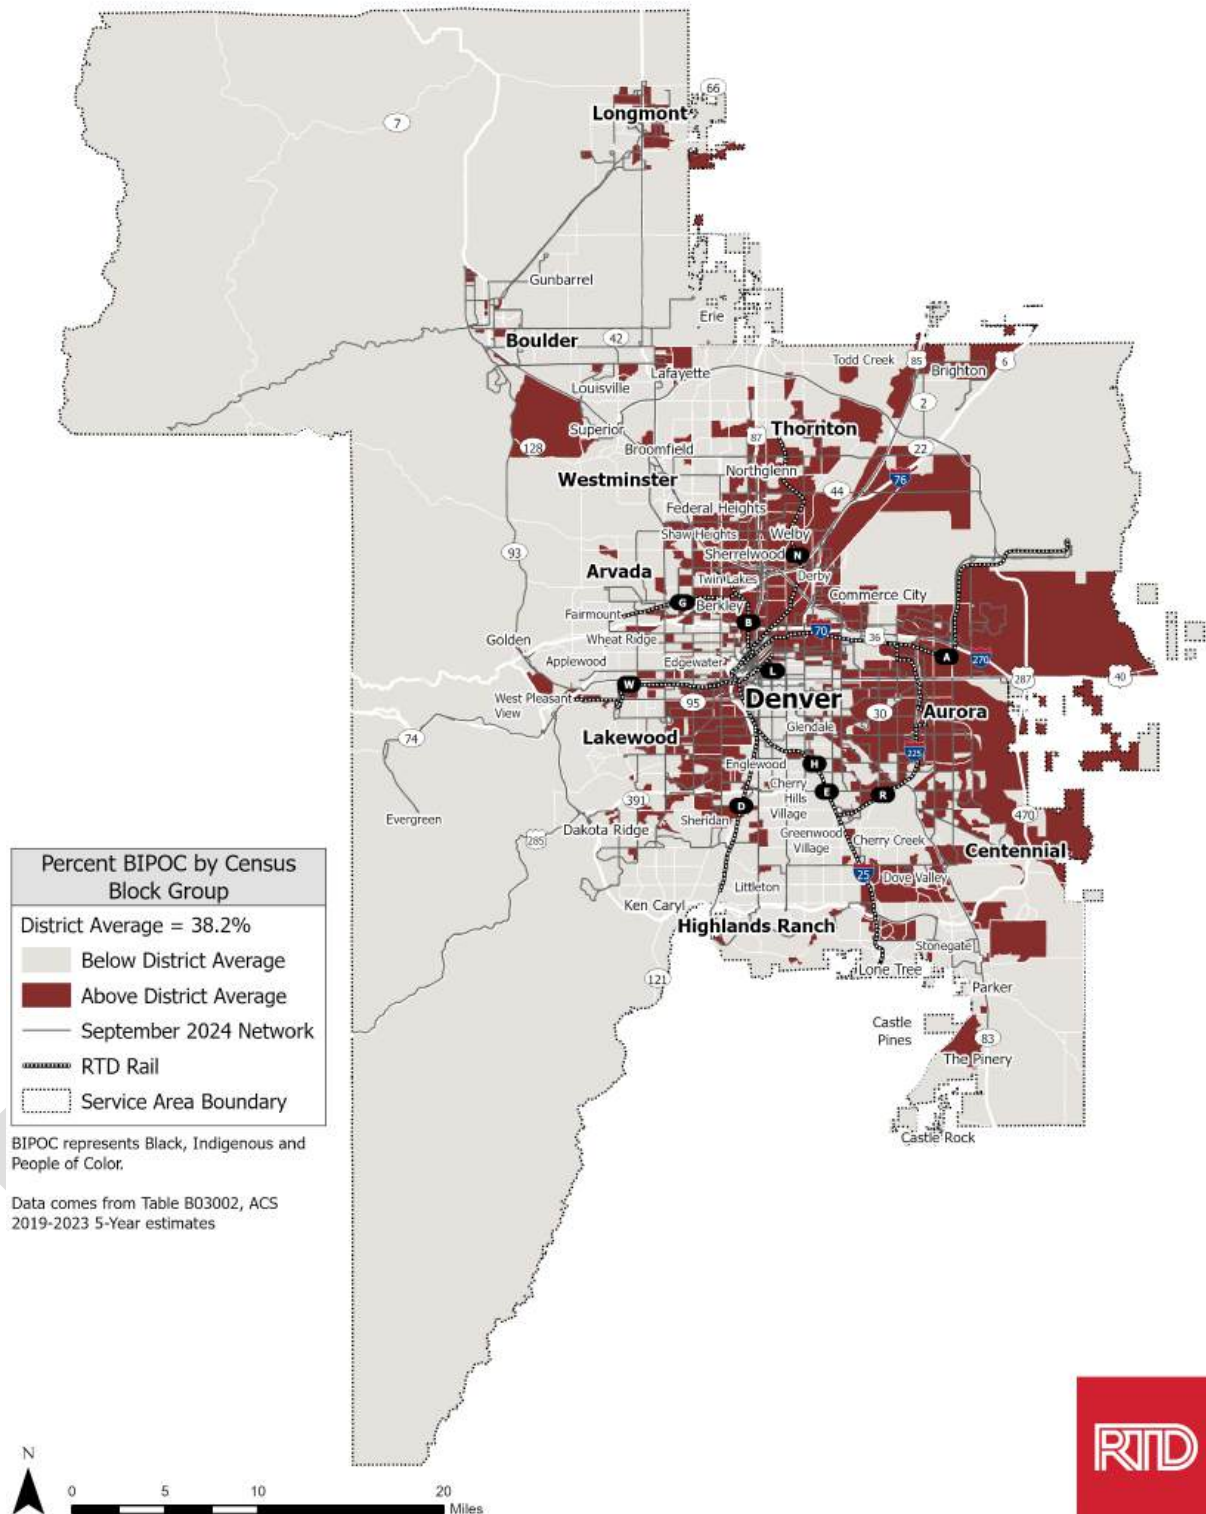 66
Longmont
7
Gunbarrel
Erie
Boulder
42
Todd Creek
85
Brighton
6
Lafayette
Louisville
2
Superior
Thornton
87
128
Broomfield
22
Northglenn
76
Westminster
44
Federal Heights
Shaw Heights
Welby
93
Sherrelwood
N
Arvada
Twin Lakes
Derby
Commerce City
G
Berkley
Fairmount
B
70
36
Golden
Wheat Ridge
Applewood
Edgewater
L
A
270
W
287
40
West Pleasant
View
95
Denver
30
Aurora
74
Glendale
Lakewood
225
Englewood
H
Cherry
Hills
Village
E
R
391
D
470
Evergreen
Sheridan
Dakota Ridge
285
Greenwood
Village
Cherry Creek
Centennial
25
Dove Valley
Littleton
Ken Caryl
Highlands Ranch
Stonegate
121
Lone Tree
Parker
Castle
Pines
83
The Pinery
Castle Rock
Percent BIPOC by Census
Block Group
District Average = 38.2%
Below District Average
Above District Average
September 2024 Network
RTD Rail
Service Area Boundary
BIPOC represents Black, Indigenous and
People of Color.
Data comes from Table B03002, ACS
2019-2023 5-Year estimates
N
0 5 10 20
Miles
RTD